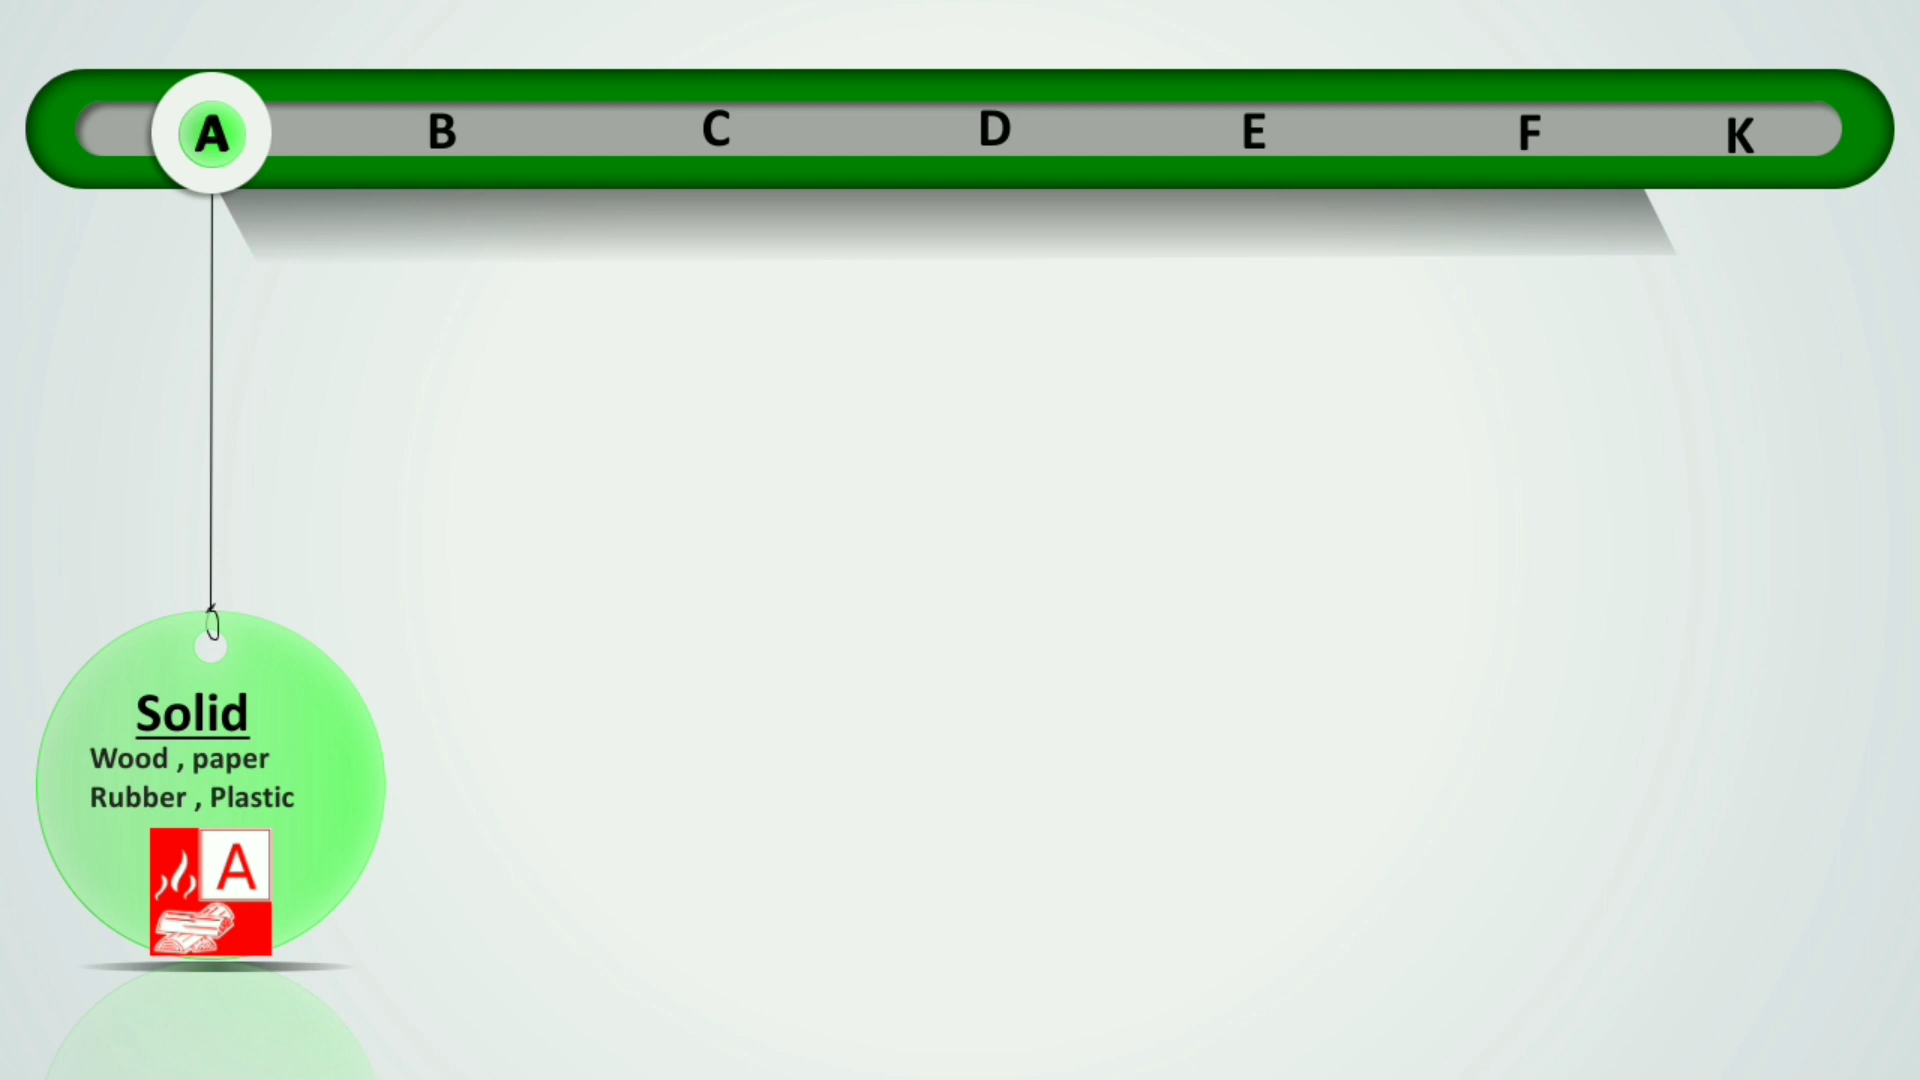 A B C D E F K
Solid
Wood , paper
Rubber , Plastic
A